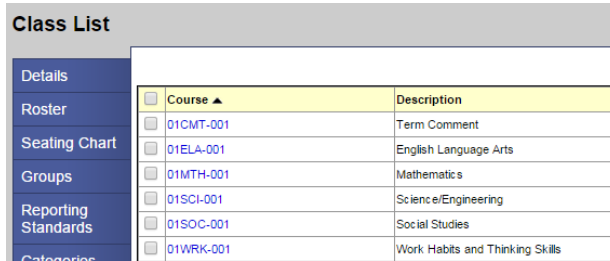 Class List
Details
Roster
Seating Chart
Groups
Reporting
Standards
Categories
Course ▲ Description
01CMT-001 Term Comment
01ELA-001 English Language Arts
01MTH-001 Mathematics
01SCI-001 Science/Engineering
01SOC-001 Social Studies
01WRK-001 Work Habits and Thinking Skills